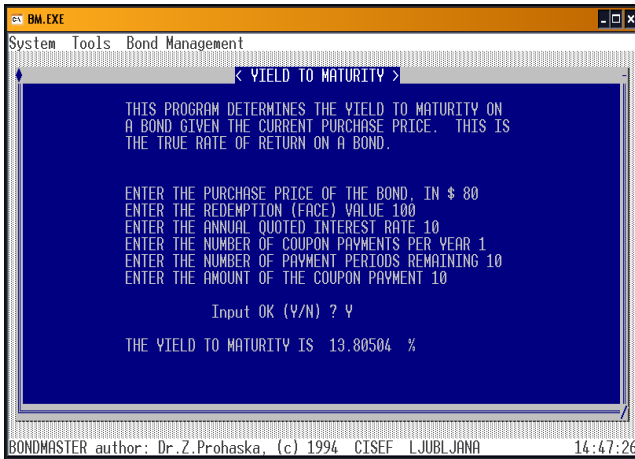 BM.EXE
System Tools Bond Management
< YIELD TO MATURITY >
THIS PROGRAM DETERMINES THE YIELD TO MATURITY ON
A BOND GIVEN THE CURRENT PURCHASE PRICE. THIS IS
THE TRUE RATE OF RETURN ON A BOND.
ENTER THE PURCHASE PRICE OF THE BOND, IN $ 80
ENTER THE REDEMPTION (FACE) VALUE 100
ENTER THE ANNUAL QUOTED INTEREST RATE 10
ENTER THE NUMBER OF COUPON PAYMENTS PER YEAR 1
ENTER THE NUMBER OF PAYMENT PERIODS REMAINING 10
ENTER THE AMOUNT OF THE COUPON PAYMENT 10
Input OK (Y/N) ? Y
THE YIELD TO MATURITY IS 13.80504 %
BONDMASTER author: Dr.Z.Prohaska, (c) 1994 CISEF LJUBLJANA 14:47:26